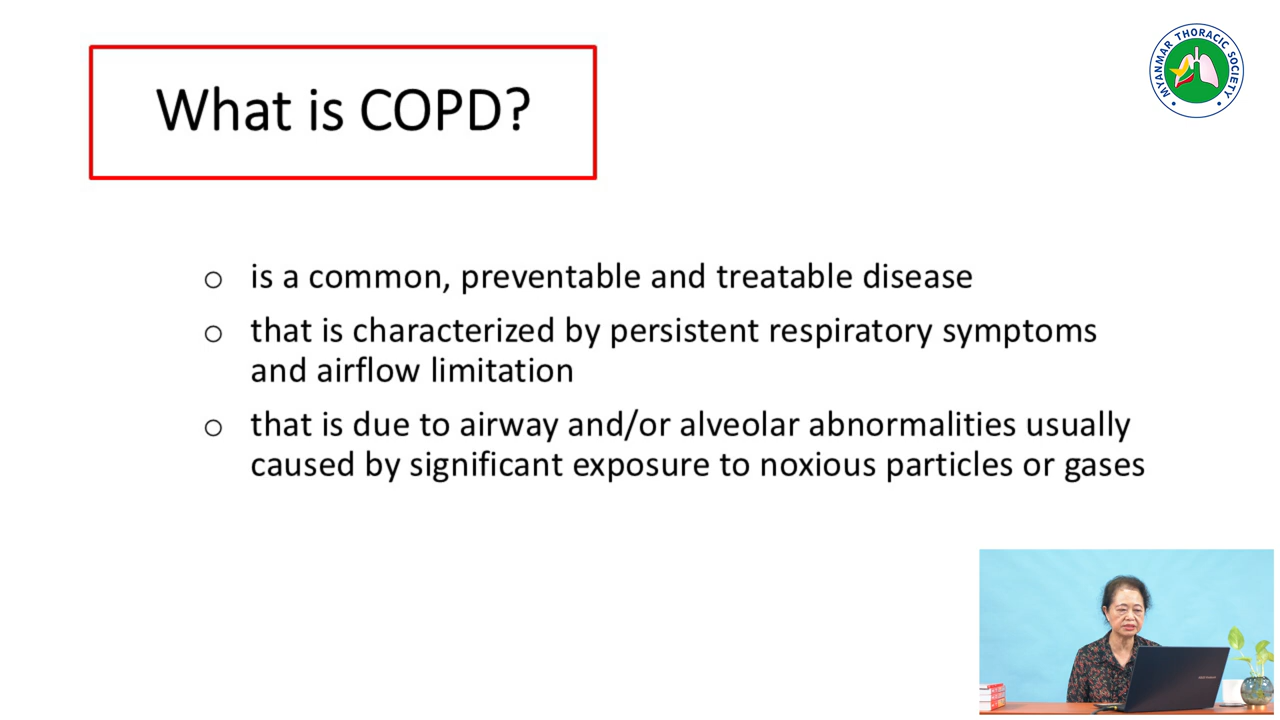 What is COPD?
MYANMAR THORACIC SOCIETY
○ is a common, preventable and treatable disease
○ that is characterized by persistent respiratory symptoms
and airflow limitation
○ that is due to airway and/or alveolar abnormalities usually
caused by significant exposure to noxious particles or gases